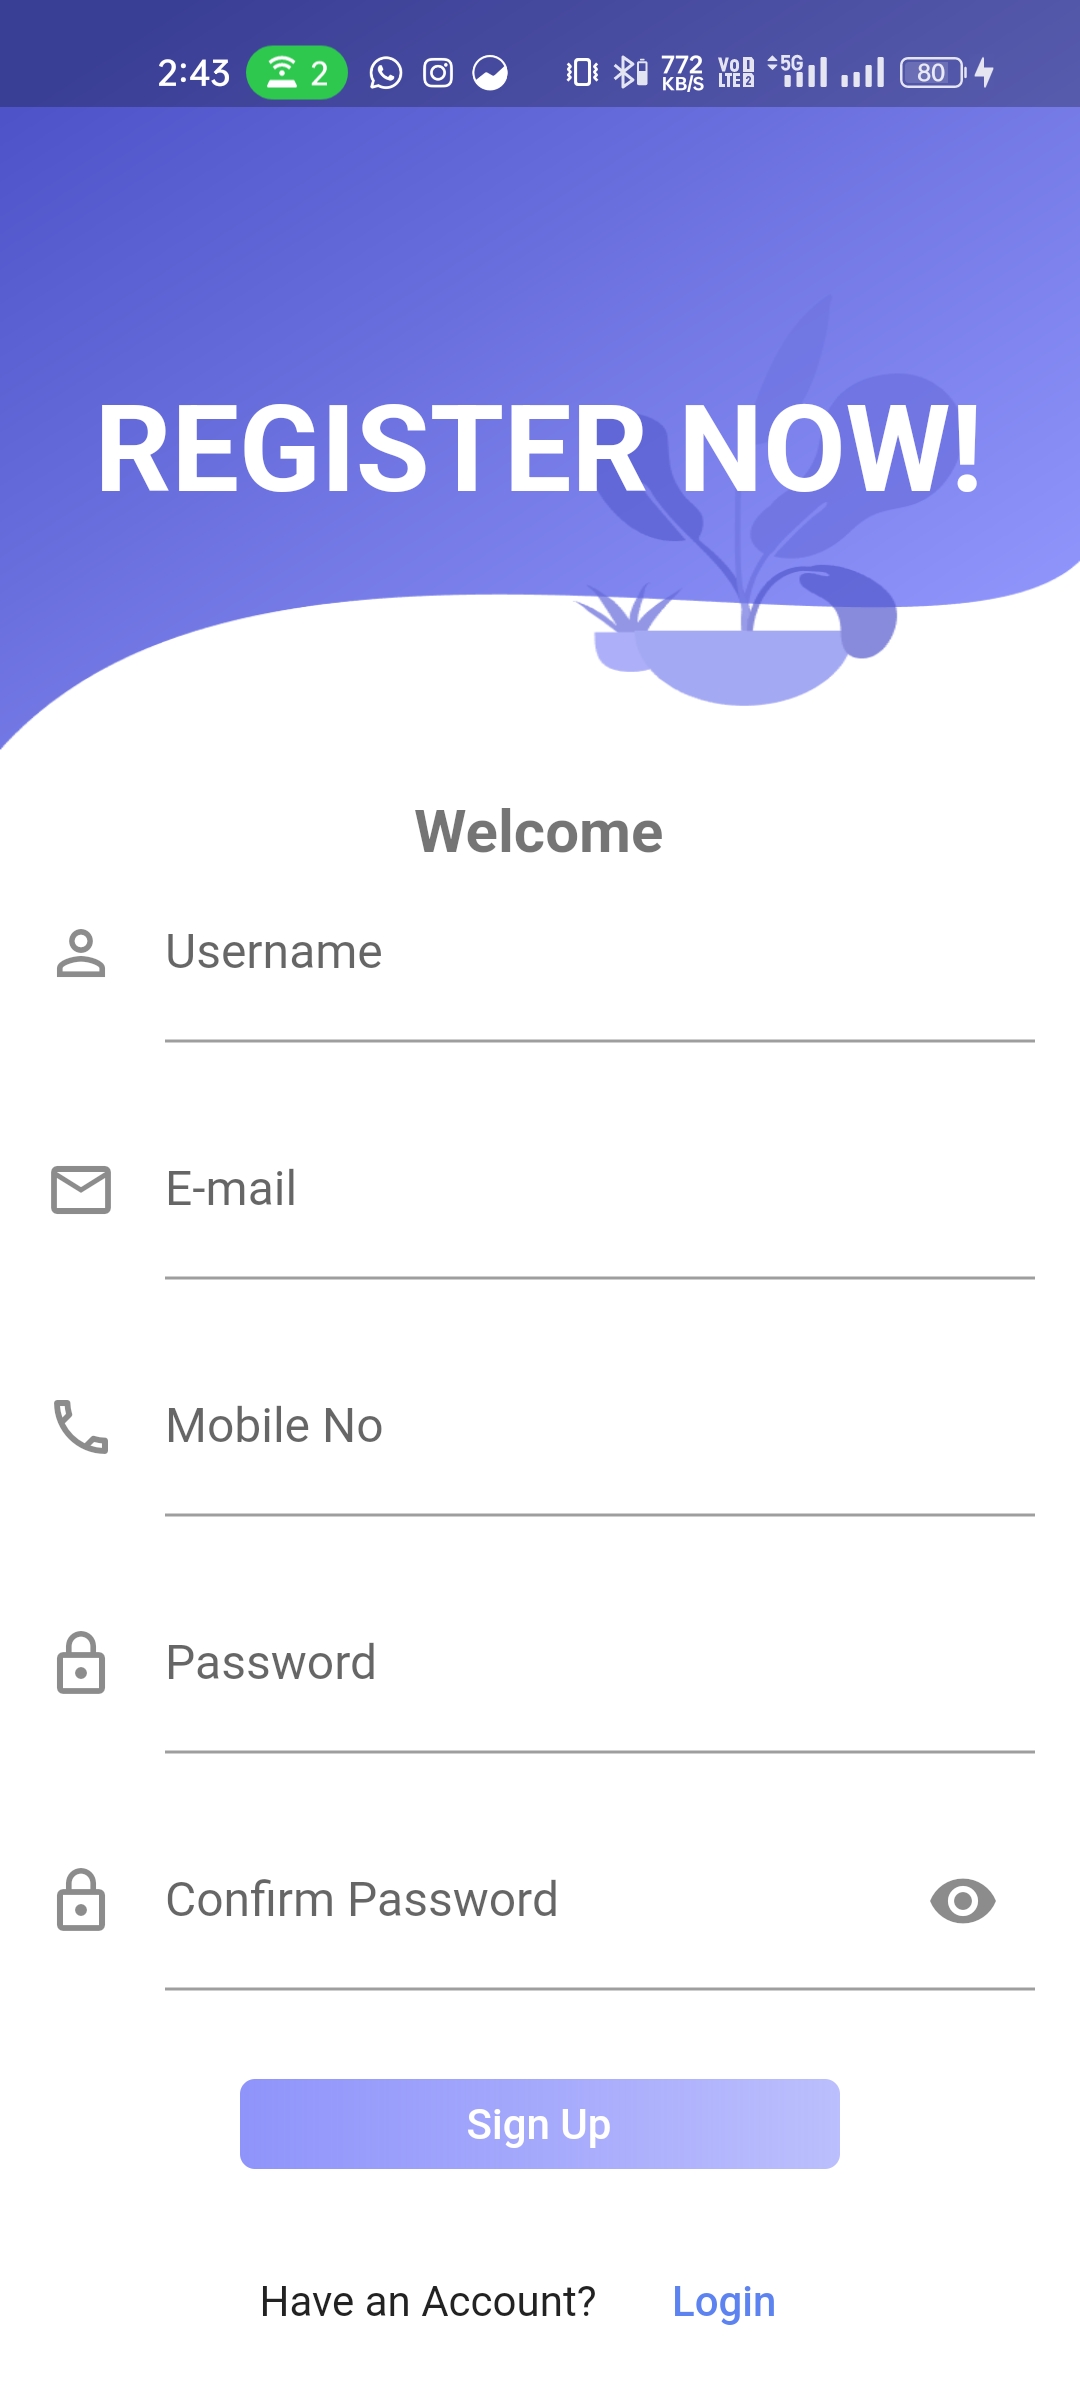 2:43 2 772 KB/S Vo 1 LTE 2 5G 80
REGISTER NOW!
Welcome
Username
E-mail
Mobile No
Password
Confirm Password
Sign Up
Have an Account? Login